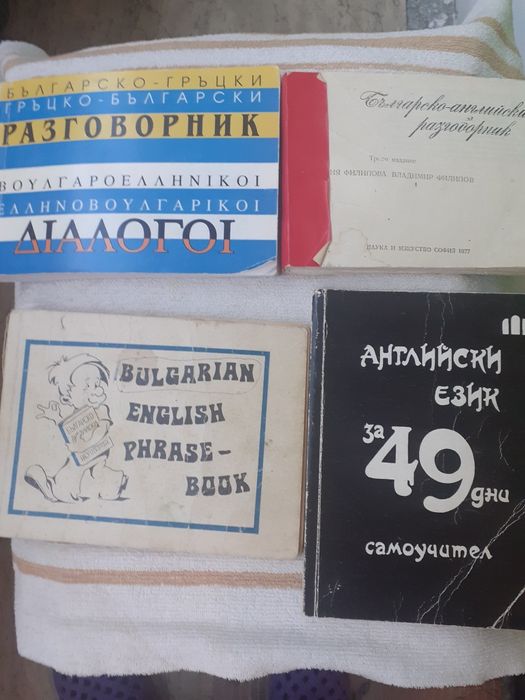 БЪЛГАРСКО-ГРЪЦКИ
ГРЪЦКО-БЪЛГАРСКИ
РАЗГОВОРНИК
ΒΟΥΛΓΑΡΟΕΛΛΗΝΙΚΟΙ
ΕΛΛΗΝΟΒΟΥΛΓΑΡΙΚΟΙ
ΔΙΑΛΟΓΟΙ
Българско-английски
разговорник
Трето издание
ФИЛИПОВА, ВЛАДИМИР ФИЛИПОВ
НАУКА И ИЗКУСТВО СОФИЯ 1977
BULGARIAN
ENGLISH
PHRASE-
BOOK
АНГЛИЙСКИ
ЕЗИК
за
49
дни
самоучител